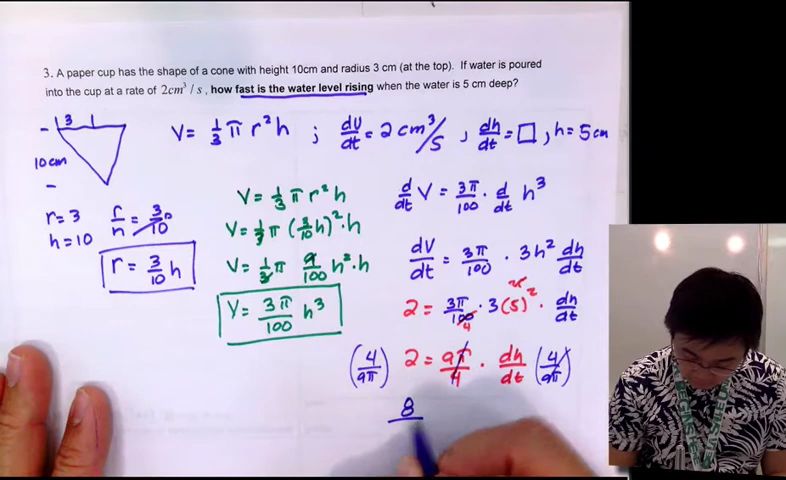 3. A paper cup has the shape of a cone with height 10cm and radius 3 cm (at the top). If water is poured
into the cup at a rate of 2cm³ / s, how fast is the water level rising when the water is 5 cm deep?
3
10cm
V = 1/3 π r² h ; dV/dt = 2 cm³/s , dh/dt = □ , h = 5 cm
r = 3
h = 10
r/h = 3/10
r = 3/10 h
V = 1/3 π r² h
V = 1/3 π (3/10 h)² · h
V = 1/3 π 9/100 h² · h
V = 3π/100 h³
d/dt V = 3π/100 · d/dt h³
dV/dt = 3π/100 · 3h² dh/dt
2 = 3π/100 · 3(5)² · dh/dt
25
4
(4/9π) 2 = 9π/4 · dh/dt (4/9π)
8